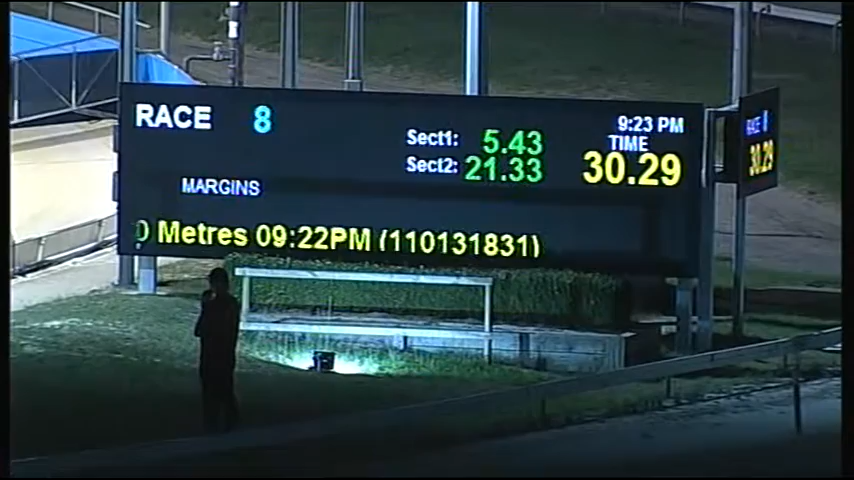 RACE 8 9:23 PM
Sect1: 5.43 TIME
Sect2: 21.33 30.29
MARGINS
0 Metres 09:22PM (110131831)
RACE 8
30.29